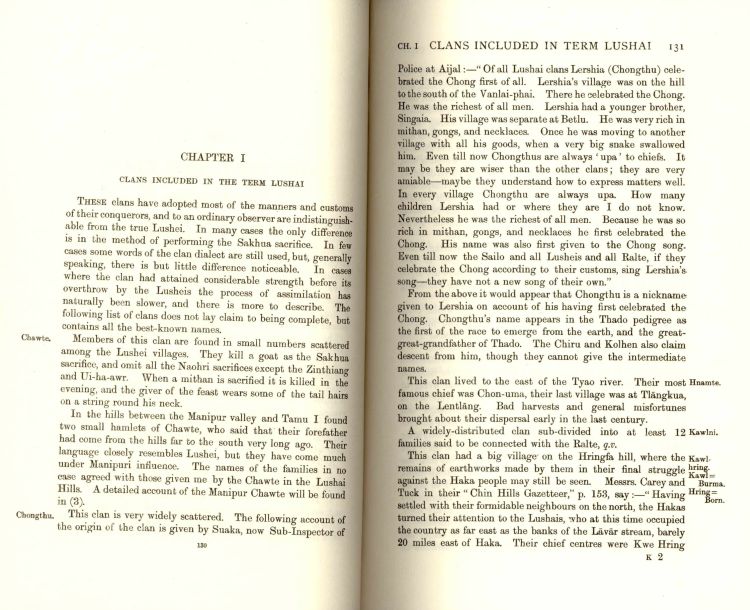 CHAPTER I
CLANS INCLUDED IN THE TERM LUSHAI
THESE clans have adopted most of the manners and customs
of their conquerors, and to an ordinary observer are indistinguish-
able from the true Lushei. In many cases the only difference
is in the method of performing the Sakhua sacrifice. In few
cases some words of the clan dialect are still used, but, generally
speaking, there is but little difference noticeable. In cases
where the clan had attained considerable strength before its
overthrow by the Lusheis the process of assimilation has
naturally been slower, and there is more to describe. The
following list of clans does not lay claim to being complete, but
contains all the best-known names.
Chawte.
Members of this clan are found in small numbers scattered
among the Lushei villages. They kill a goat as the Sakhua
sacrifice, and omit all the Naohri sacrifices except the Zinthiang
and Ui-ha-awr. When a mithan is sacrificed it is killed in the
evening, and the giver of the feast wears some of the tail hairs
on a string round his neck.
In the hills between the Manipur valley and Tamu I found
two small hamlets of Chawte, who said that their forefather
had come from the hills far to the south very long ago. Their
language closely resembles Lushei, but they have come much
under Manipuri influence. The names of the families in no
case agreed with those given me by the Chawte in the Lushai
Hills. A detailed account of the Manipur Chawte will be found
in (3).
Chongthu.
This clan is very widely scattered. The following account of
the origin of the clan is given by Suaka, now Sub-Inspector of
130
CH. I CLANS INCLUDED IN TERM LUSHAI 131
Police at Aijal :—“ Of all Lushai clans Lershia (Chongthu) cele-
brated the Chong first of all. Lershia's village was on the hill
to the south of the Vanlai-phai. There he celebrated the Chong.
He was the richest of all men. Lershia had a younger brother,
Singaia. His village was separate at Betlu. He was very rich in
mithan, gongs, and necklaces. Once he was moving to another
village with all his goods, when a very big snake swallowed
him. Even till now Chongthus are always ‘ upa ’ to chiefs. It
may be they are wiser than the other clans ; they are very
amiable—maybe they understand how to express matters well.
In every village Chongthu are always upa. How many
children Lershia had or where they are I do not know.
Nevertheless he was the richest of all men. Because he was so
rich in mithan, gongs, and necklaces he first celebrated the
Chong. His name was also first given to the Chong song.
Even till now the Sailo and all Lusheis and all Ralte, if they
celebrate the Chong according to their customs, sing Lershia's
song—they have not a new song of their own.”
From the above it would appear that Chongthu is a nickname
given to Lershia on account of his having first celebrated the
Chong. Chongthu's name appears in the Thado pedigree as
the first of the race to emerge from the earth, and the great-
great-grandfather of Thado. The Chiru and Kolhen also claim
descent from him, though they cannot give the intermediate
names.
This clan lived to the east of the Tyao river. Their most
Hnamte.
famous chief was Chon-uma, their last village was at Tlāngkua,
on the Lentlāng. Bad harvests and general misfortunes
brought about their dispersal early in the last century.
A widely-distributed clan sub-divided into at least 12
Kawlni.
families said to be connected with the Ralte, q.v.
This clan had a big village on the Hringfa hill, where the
Kawl-
hring.
Kawl =
Burma.
Hring =
Born.
remains of earthworks made by them in their final struggle
against the Haka people may still be seen. Messrs. Carey and
Tuck in their “ Chin Hills Gazetteer,” p. 153, say :—“ Having
settled with their formidable neighbours on the north, the Hakas
turned their attention to the Lushais, who at this time occupied
the country as far east as the banks of the Lāvār stream, barely
20 miles east of Haka. Their chief centres were Kwe Hring
K 2